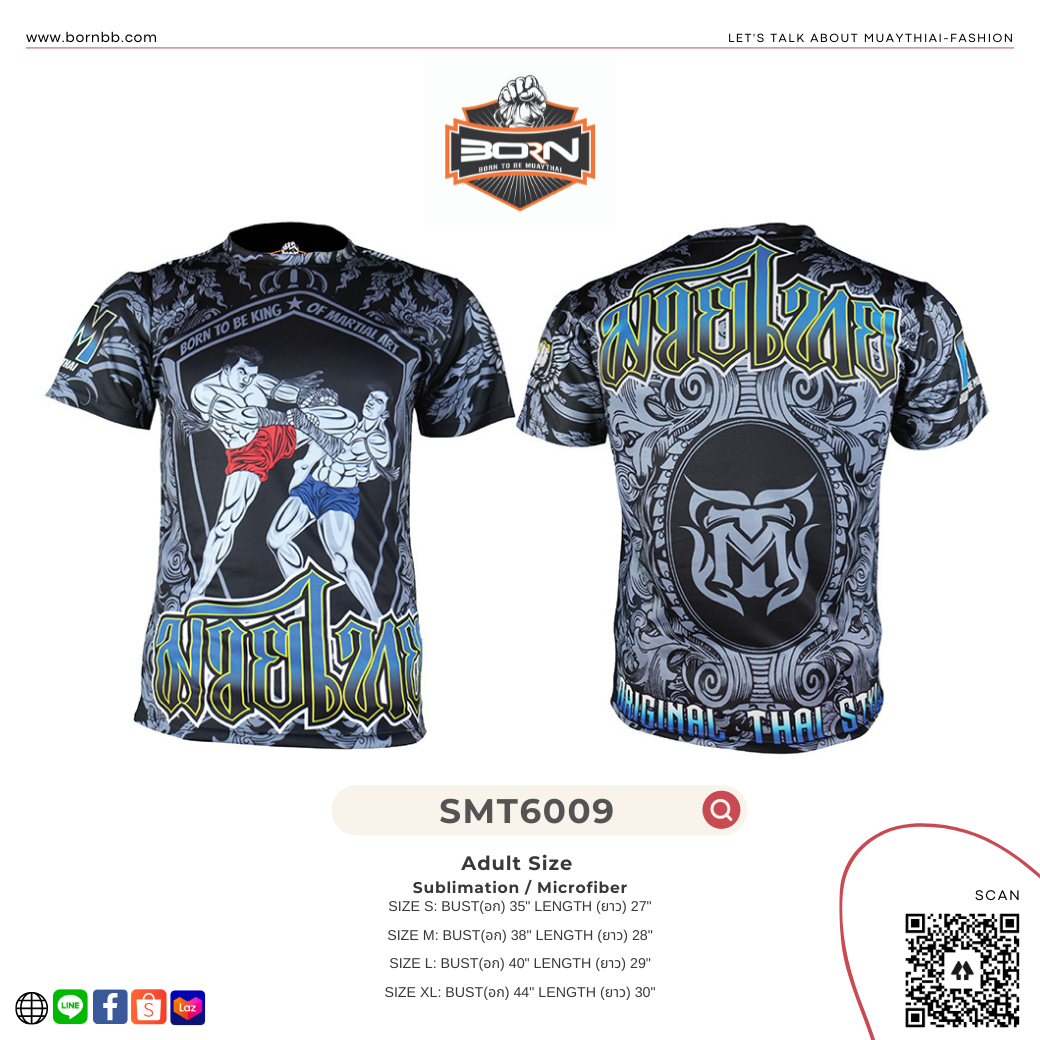 www.bornbb.com
LET'S TALK ABOUT MUAYTHIAI-FASHION
BORN
BORN TO BE MUAYTHAI
BORN TO BE KING ★ OF MARTIAL ART
M
THAI
มวยไทย
มวยไทย
TM
ORIGINAL THAI STYLE
SMT6009
Adult Size
Sublimation / Microfiber
SIZE S: BUST(อก) 35" LENGTH (ยาว) 27"
SIZE M: BUST(อก) 38" LENGTH (ยาว) 28"
SIZE L: BUST(อก) 40" LENGTH (ยาว) 29"
SIZE XL: BUST(อก) 44" LENGTH (ยาว) 30"
SCAN
LINE
f
S
Laz